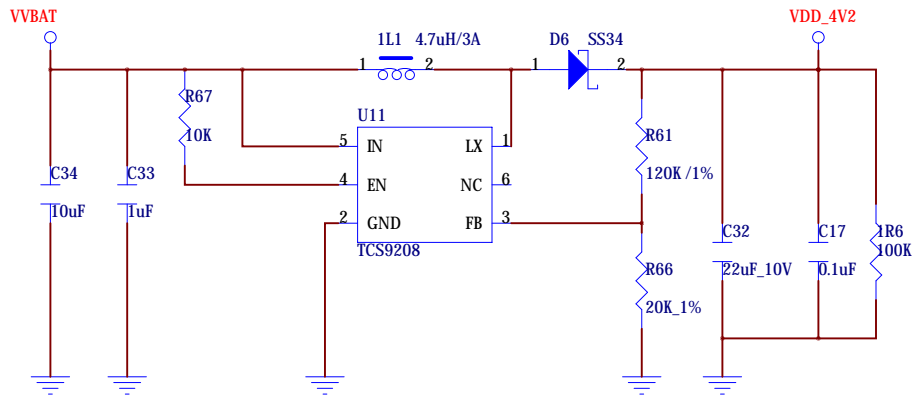 VVBAT
VDD_4V2
1L1 4.7uH/3A
D6 SS34
1 2
1 2
R67
10K
U11
5 IN LX 1
4 EN NC 6
2 GND FB 3
TCS9208
R61
120K/1%
C34
10uF
C33
1uF
C32
22uF_10V
C17
0.1uF
1R6
100K
R66
20K_1%